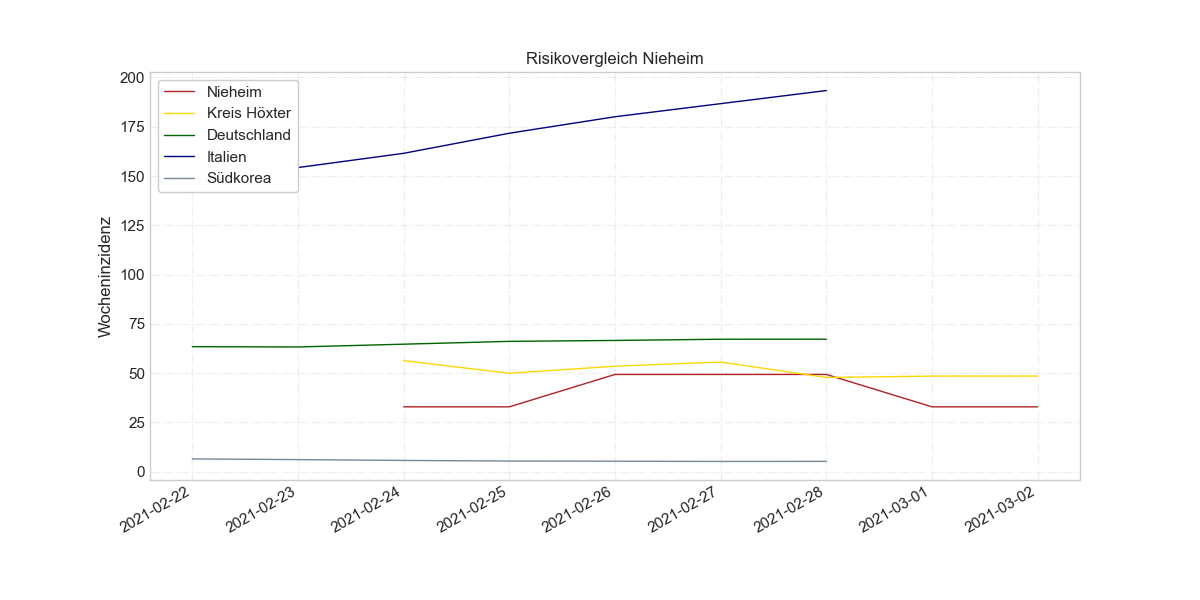 Risikovergleich Nieheim
200
175
150
125
100
75
50
25
0
Wocheninzidenz
Nieheim
Kreis Höxter
Deutschland
Italien
Südkorea
2021-02-22
2021-02-23
2021-02-24
2021-02-25
2021-02-26
2021-02-27
2021-02-28
2021-03-01
2021-03-02